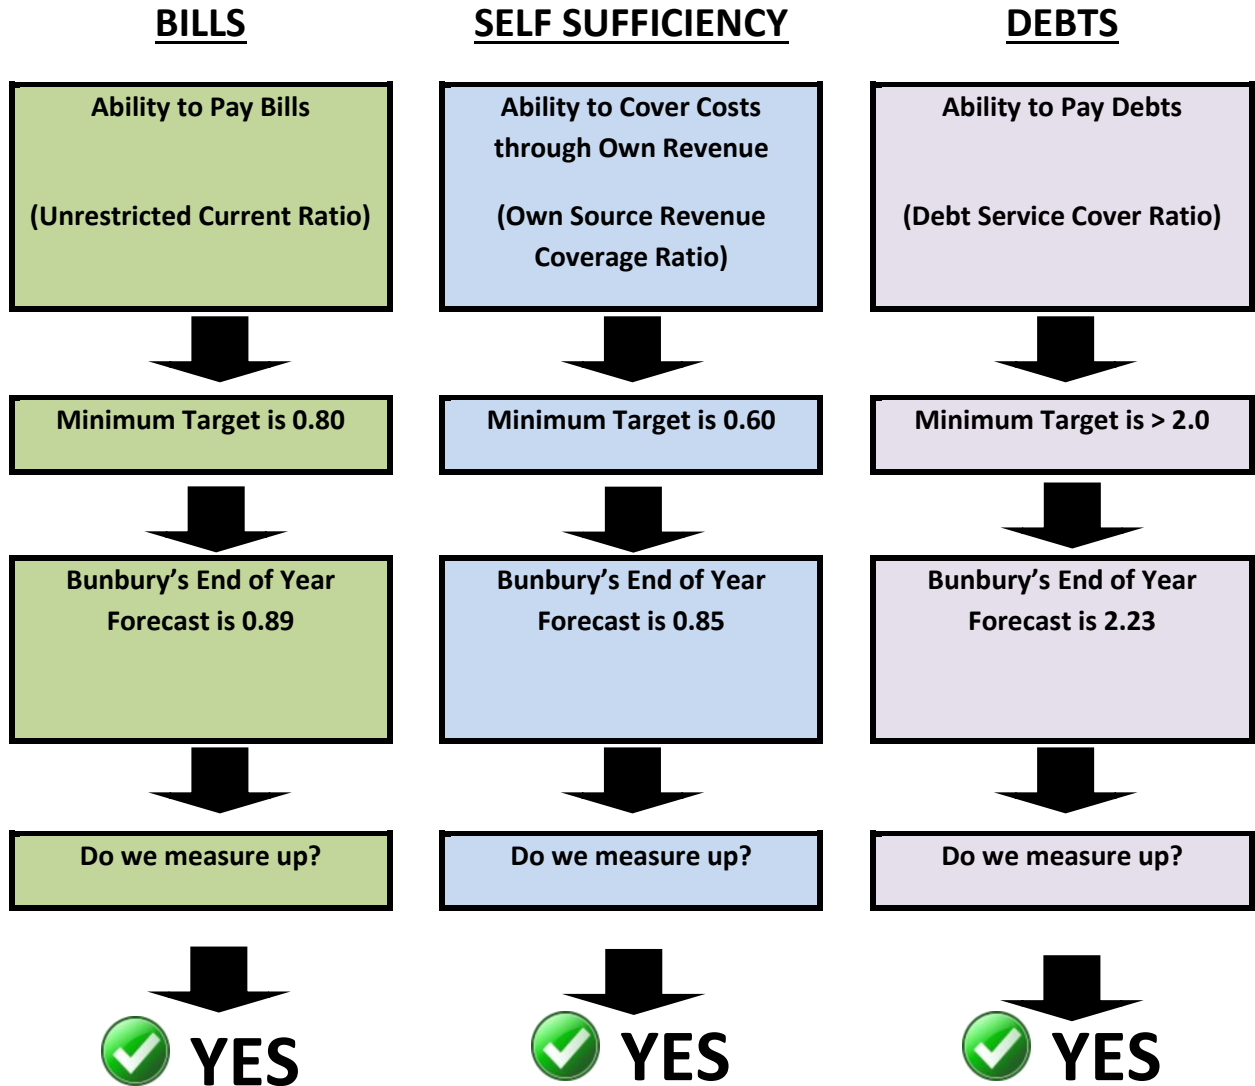 BILLS
Ability to Pay Bills
(Unrestricted Current Ratio)
Minimum Target is 0.80
Bunbury’s End of Year
Forecast is 0.89
Do we measure up?
YES
SELF SUFFICIENCY
Ability to Cover Costs
through Own Revenue
(Own Source Revenue
Coverage Ratio)
Minimum Target is 0.60
Bunbury’s End of Year
Forecast is 0.85
Do we measure up?
YES
DEBTS
Ability to Pay Debts
(Debt Service Cover Ratio)
Minimum Target is > 2.0
Bunbury’s End of Year
Forecast is 2.23
Do we measure up?
YES